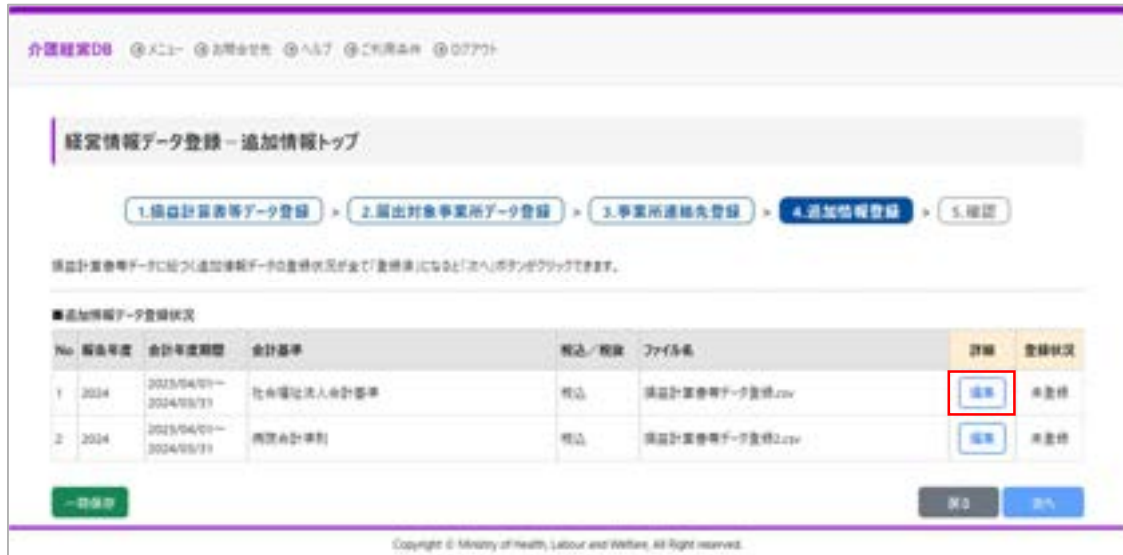 介護経営DB メニュー お問合せ先 ヘルプ ご利用条件 ログアウト
経営情報データ登録 – 追加情報トップ
1.損益計算書等データ登録 > 2.届出対象事業所データ登録 > 3.事業所連絡先登録 > 4.追加情報登録 > 5.確認
損益計算書等データに紐づく追加情報データの登録状況が全て「登録済」になると「次へ」ボタンがクリックできます。
■追加情報データ登録状況
No 報告年度 会計年度期間 会計基準 税込/税抜 ファイル名 詳細 登録状況
1 2024 2023/04/01~2024/03/31 社会福祉法人会計基準 税込 損益計算書等データ登録.csv 編集 未登録
2 2024 2023/04/01~2024/03/31 病院会計準則 税込 損益計算書等データ登録2.csv 編集 未登録
一時保存 戻る 次へ
Copyright © Ministry of Health, Labour and Welfare, All Right reserved.